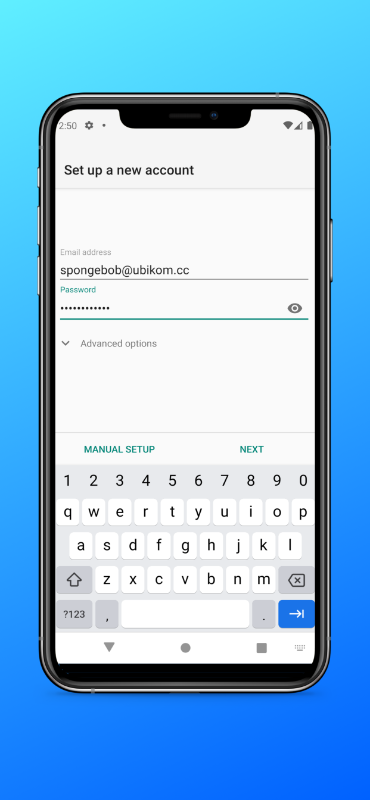 2:50
Set up a new account
Email address
spongebob@ubikom.cc
Password
••••••••••••
Advanced options
MANUAL SETUP NEXT
1 2 3 4 5 6 7 8 9 0
q w e r t y u i o p
a s d f g h j k l
z x c v b n m
?123 , .